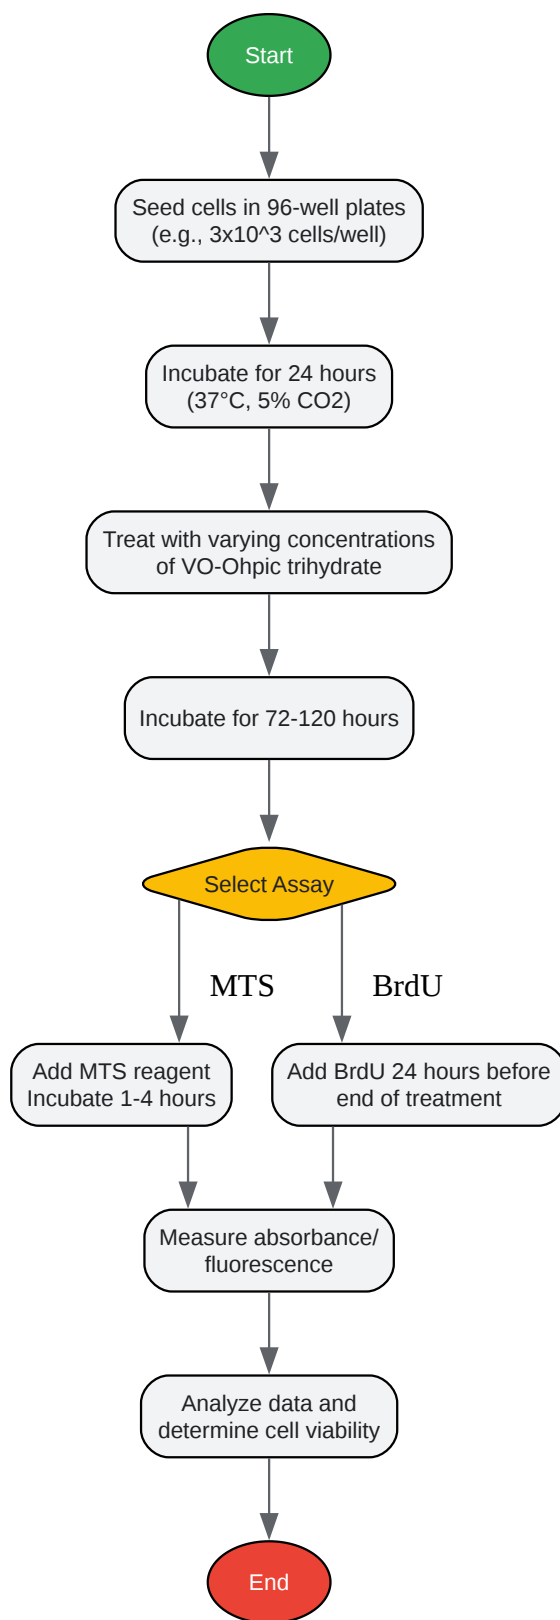 Start
Seed cells in 96-well plates
(e.g., 3x10^3 cells/well)
Incubate for 24 hours
(37°C, 5% CO2)
Treat with varying concentrations
of VO-Ohpic trihydrate
Incubate for 72-120 hours
Select Assay
MTS
BrdU
Add MTS reagent
Incubate 1-4 hours
Add BrdU 24 hours before
end of treatment
Measure absorbance/
fluorescence
Analyze data and
determine cell viability
End